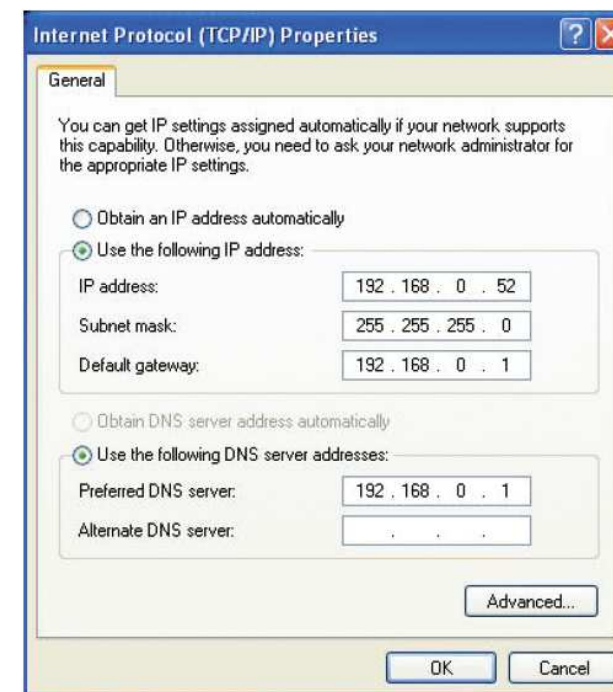 Internet Protocol (TCP/IP) Properties
General
You can get IP settings assigned automatically if your network supports
this capability. Otherwise, you need to ask your network administrator for
the appropriate IP settings.
Obtain an IP address automatically
Use the following IP address:
IP address: 192 . 168 . 0 . 52
Subnet mask: 255 . 255 . 255 . 0
Default gateway: 192 . 168 . 0 . 1
Obtain DNS server address automatically
Use the following DNS server addresses:
Preferred DNS server: 192 . 168 . 0 . 1
Alternate DNS server: . . .
Advanced...
OK Cancel